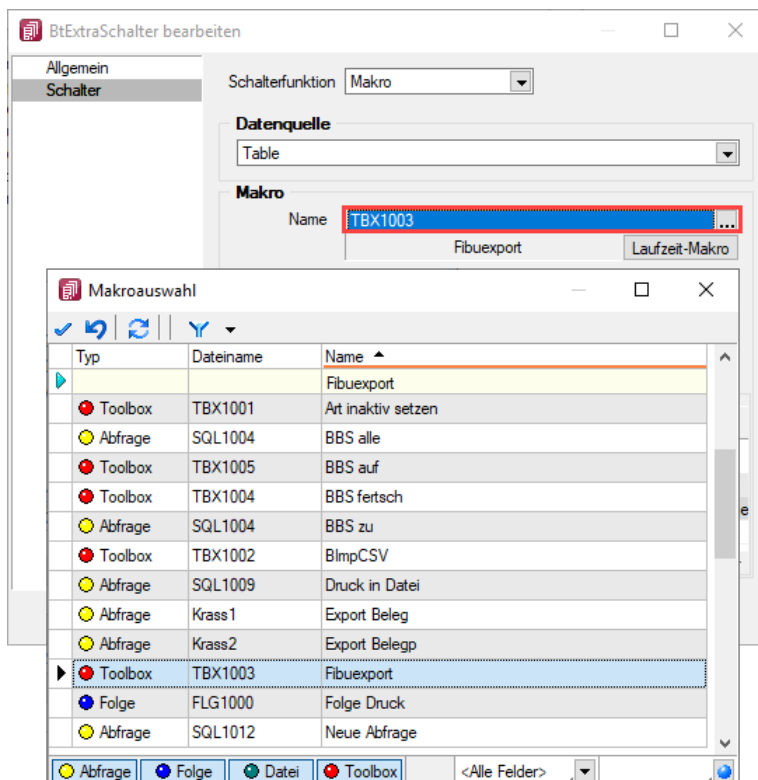 BtExtraSchalter bearbeiten
Allgemein
Schalter
Schalterfunktion Makro
Datenquelle
Table
Makro
Name TBX1003 ...
Fibuexport Laufzeit-Makro
Makroauswahl
Typ Dateiname Name
Fibuexport
Toolbox TBX1001 Art inaktiv setzen
Abfrage SQL1004 BBS alle
Toolbox TBX1005 BBS auf
Toolbox TBX1004 BBS fertsch
Abfrage SQL1004 BBS zu
Toolbox TBX1002 BImpCSV
Abfrage SQL1009 Druck in Datei
Abfrage Krass1 Export Beleg
Abfrage Krass2 Export Belegp
Toolbox TBX1003 Fibuexport
Folge FLG1000 Folge Druck
Abfrage SQL1012 Neue Abfrage
Abfrage Folge Datei Toolbox <Alle Felder>